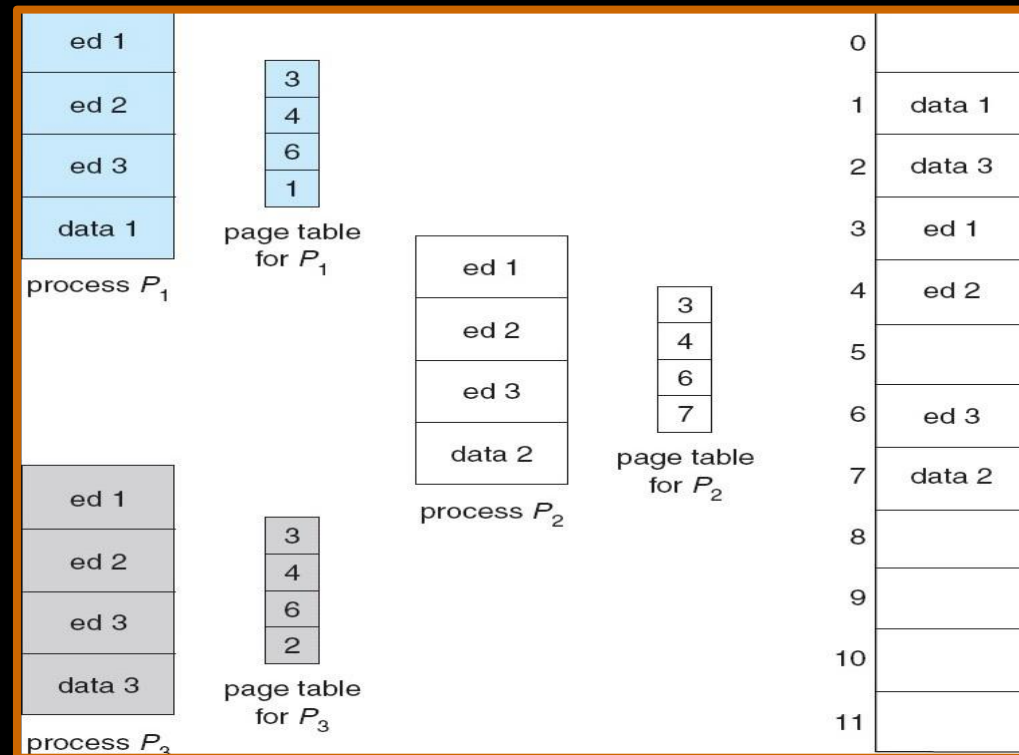 ed 1
ed 2
ed 3
data 1
process P1
3
4
6
1
page table
for P1
ed 1
ed 2
ed 3
data 2
process P2
3
4
6
7
page table
for P2
ed 1
ed 2
ed 3
data 3
process P3
3
4
6
2
page table
for P3
0
1 data 1
2 data 3
3 ed 1
4 ed 2
5
6 ed 3
7 data 2
8
9
10
11